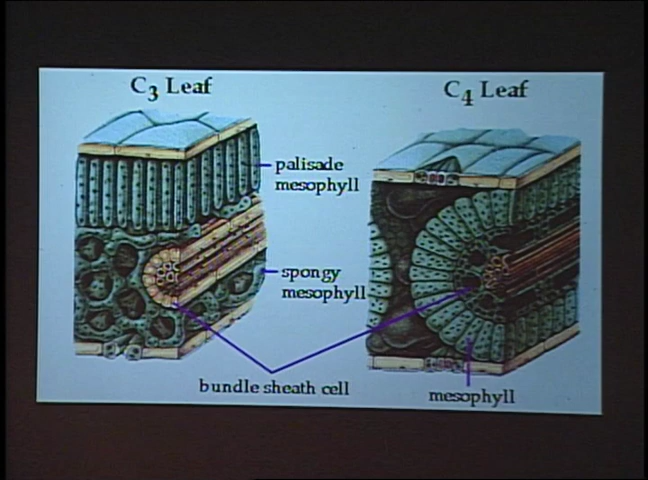 C3 Leaf
C4 Leaf
palisade
mesophyll
spongy
mesophyll
bundle sheath cell
mesophyll